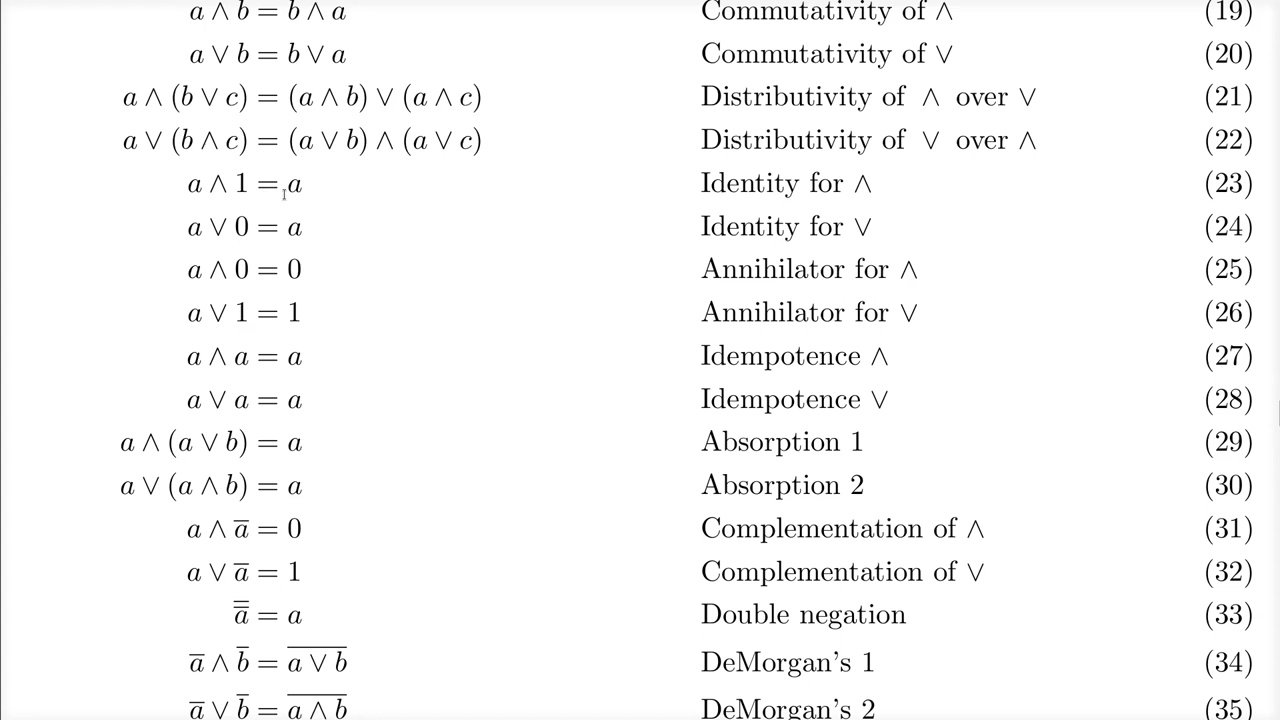 a ∧ b = b ∧ a Commutativity of ∧ (19)
a ∨ b = b ∨ a Commutativity of ∨ (20)
a ∧ (b ∨ c) = (a ∧ b) ∨ (a ∧ c) Distributivity of ∧ over ∨ (21)
a ∨ (b ∧ c) = (a ∨ b) ∧ (a ∨ c) Distributivity of ∨ over ∧ (22)
a ∧ 1 = a Identity for ∧ (23)
a ∨ 0 = a Identity for ∨ (24)
a ∧ 0 = 0 Annihilator for ∧ (25)
a ∨ 1 = 1 Annihilator for ∨ (26)
a ∧ a = a Idempotence ∧ (27)
a ∨ a = a Idempotence ∨ (28)
a ∧ (a ∨ b) = a Absorption 1 (29)
a ∨ (a ∧ b) = a Absorption 2 (30)
a ∧ a̅ = 0 Complementation of ∧ (31)
a ∨ a̅ = 1 Complementation of ∨ (32)
a̿ = a Double negation (33)
a̅ ∧ b̅ = a̅ ̅∨̅ ̅b̅ DeMorgan's 1 (34)
a̅ ∨ b̅ = a̅ ̅∧̅ ̅b̅ DeMorgan's 2 (35)